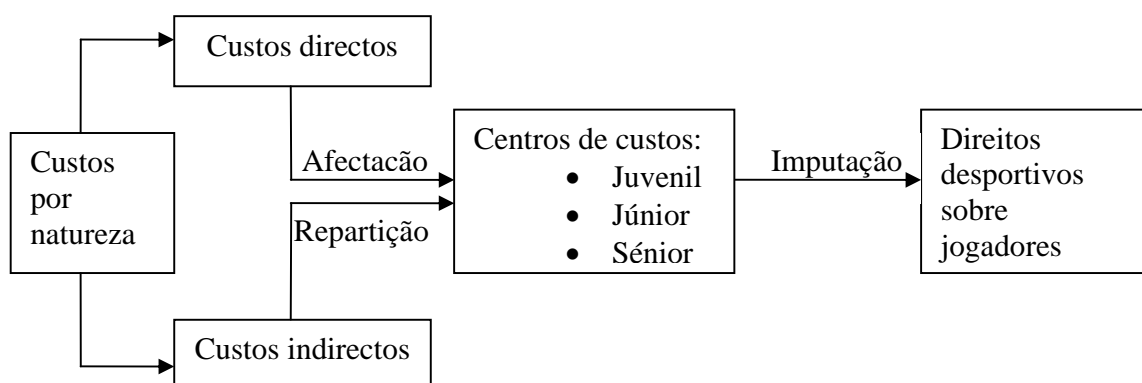 Custos directos
Custos
por
natureza
Afectacão
Repartição
Custos indirectos
Centros de custos:
• Juvenil
• Júnior
• Sénior
Imputação
Direitos
desportivos
sobre
jogadores